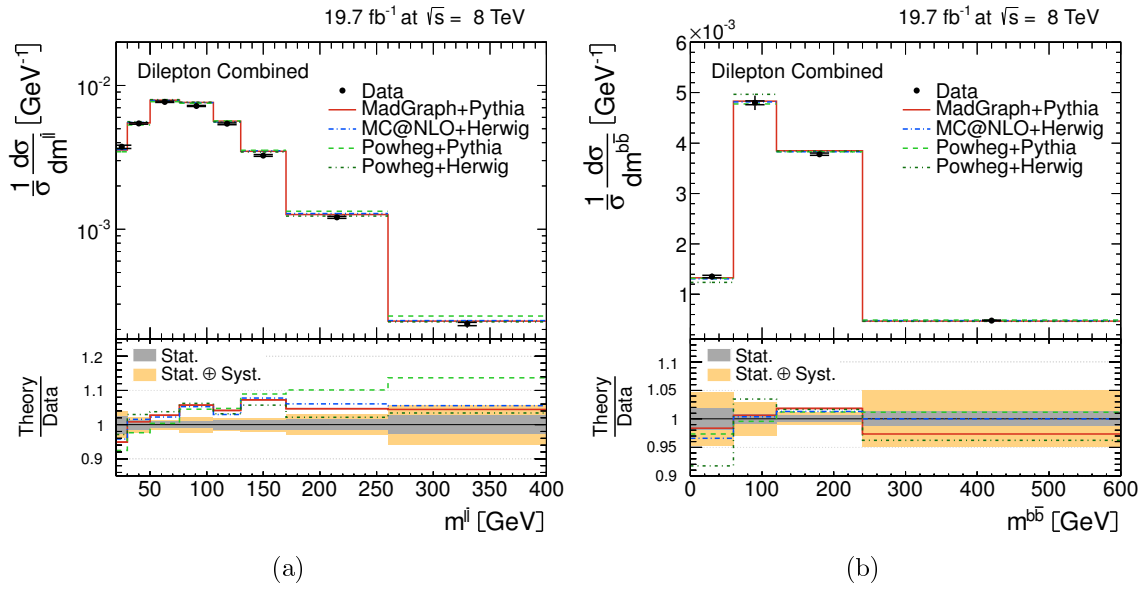 19.7 fb⁻¹ at √s = 8 TeV
Dilepton Combined
Data
MadGraph+Pythia
MC@NLO+Herwig
Powheg+Pythia
Powheg+Herwig
1/σ dσ/dm^{l\bar{l}} [GeV⁻¹]
10⁻²
10⁻³
Stat.
Stat. ⊕ Syst.
Theory/Data
1.2
1.1
1
0.9
50 100 150 200 250 300 350 400
m^{l\bar{l}} [GeV]
(a)
19.7 fb⁻¹ at √s = 8 TeV
6 ×10⁻³
5
4
3
2
1
0
Dilepton Combined
Data
MadGraph+Pythia
MC@NLO+Herwig
Powheg+Pythia
Powheg+Herwig
1/σ dσ/dm^{b\bar{b}} [GeV⁻¹]
Stat.
Stat. ⊕ Syst.
Theory/Data
1.1
1.05
1
0.95
0.9
0 100 200 300 400 500 600
m^{b\bar{b}} [GeV]
(b)